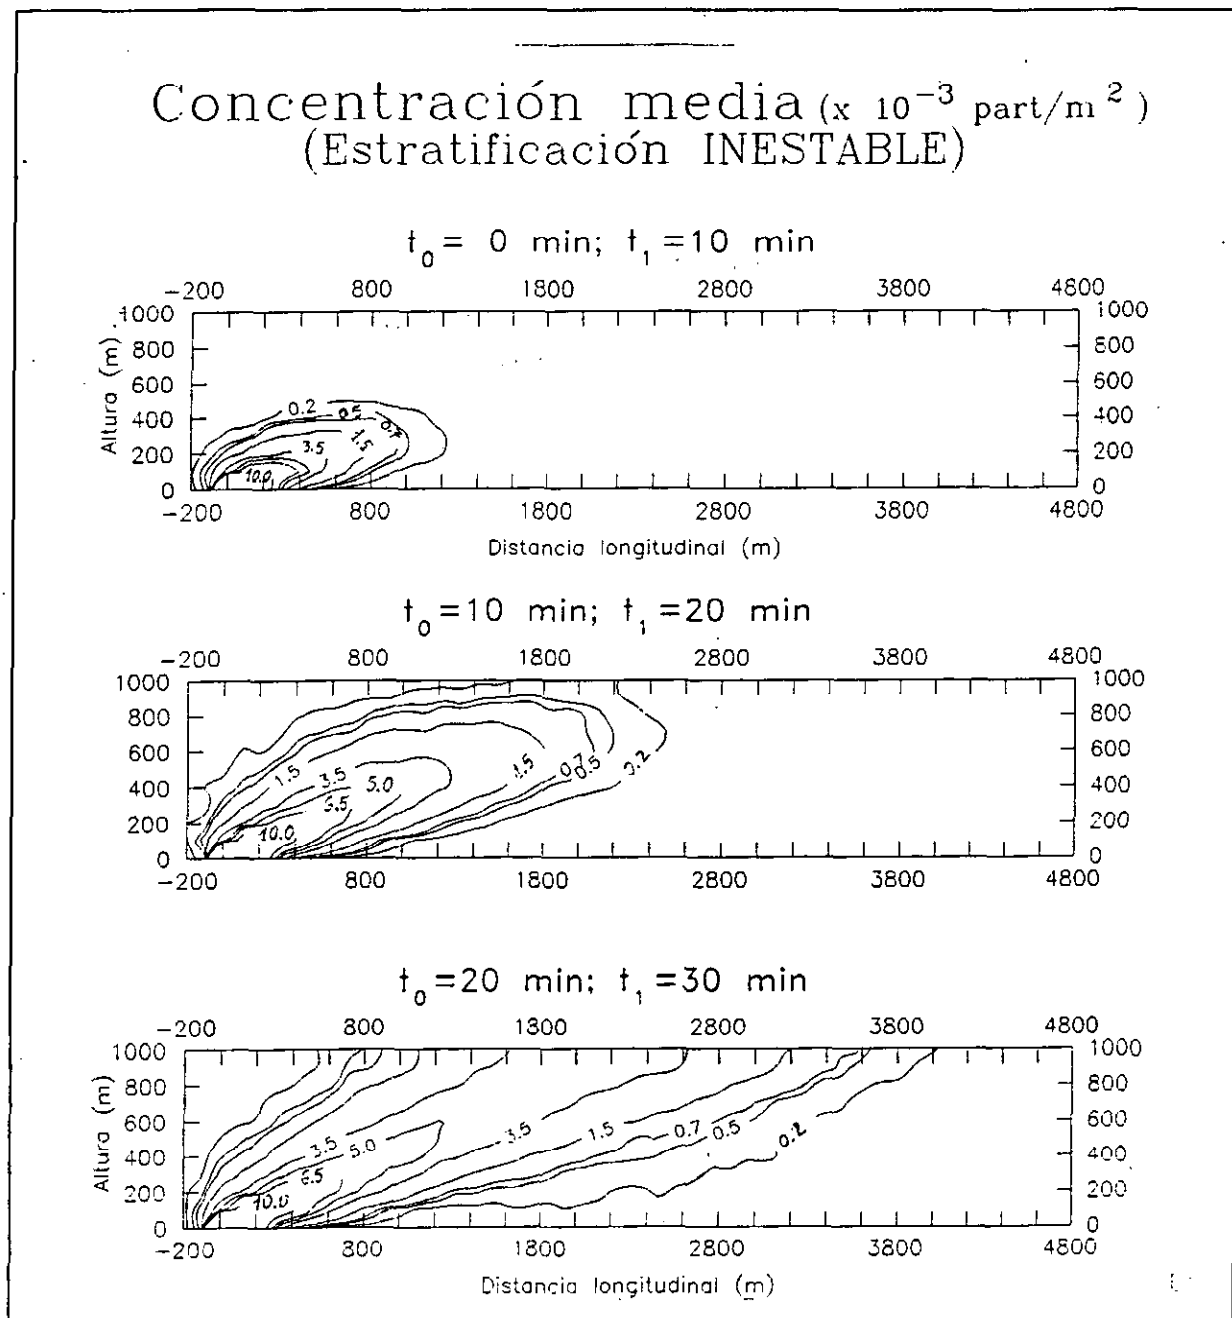 Concentración media (x 10⁻³ part/m²)
(Estratificación INESTABLE)
t₀= 0 min; t₁=10 min
-200 800 1800 2800 3800 4800
1000 1000
800 800
600 600
400 400
200 200
0 0
Altura (m)
0.2 0.5 0.7
3.5 1.5
10.0
-200 800 1800 2800 3800 4800
Distancia longitudinal (m)
t₀=10 min; t₁=20 min
-200 800 1800 2800 3800 4800
1000 1000
800 800
600 600
400 400
200 200
0 0
1.5 3.5 5.0 1.5 0.7 0.5 0.2
6.5
10.0
-200 800 1800 2800 3800 4800
t₀=20 min; t₁=30 min
-200 800 1300 2800 3800 4800
1000 1000
800 800
600 600
400 400
200 200
0 0
Altura (m)
3.5 5.0 3.5 1.5 0.7 0.5 0.2
6.5
10.0
-200 300 1800 2800 3800 4800
Distancia longitudinal (m)